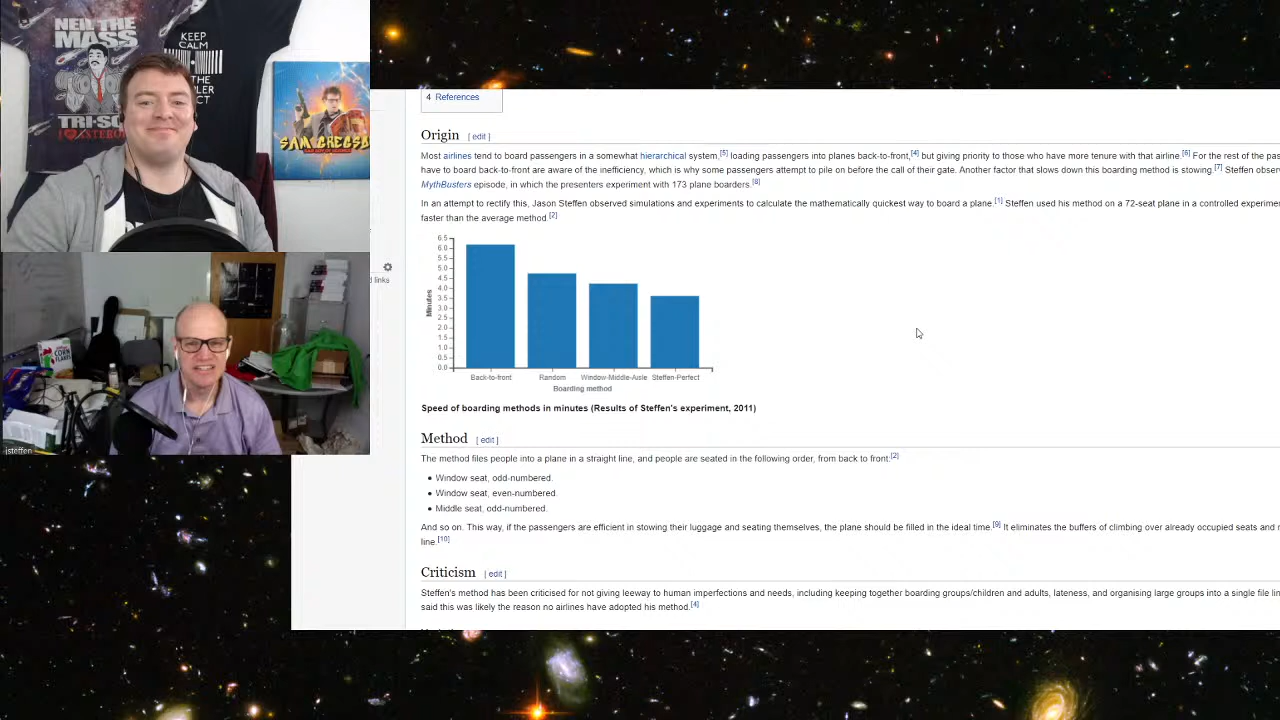 NEIL THE
MASS
TRI-SO
KEEP
CALM
THE
SAM GREGSON
CORN
FLAKES
jsteffen
d links
4 References
Origin [ edit ]
Most airlines tend to board passengers in a somewhat hierarchical system,[5] loading passengers into planes back-to-front,[4] but giving priority to those who have more tenure with that airline.[6] For the rest of the pas
have to board back-to-front are aware of the inefficiency, which is why some passengers attempt to pile on before the call of their gate. Another factor that slows down this boarding method is stowing.[7] Steffen obser
MythBusters episode, in which the presenters experiment with 173 plane boarders.[8]
In an attempt to rectify this, Jason Steffen observed simulations and experiments to calculate the mathematically quickest way to board a plane.[1] Steffen used his method on a 72-seat plane in a controlled experime
faster than the average method.[2]
6.5
6.0
5.5
5.0
4.5
4.0
3.5
3.0
2.5
2.0
1.5
1.0
0.5
0.0
Minutes
Back-to-front Random Window-Middle-Aisle Steffen-Perfect
Boarding method
Speed of boarding methods in minutes (Results of Steffen's experiment, 2011)
Method [ edit ]
The method files people into a plane in a straight line, and people are seated in the following order, from back to front:[2]
• Window seat, odd-numbered.
• Window seat, even-numbered.
• Middle seat, odd-numbered.
And so on. This way, if the passengers are efficient in stowing their luggage and seating themselves, the plane should be filled in the ideal time.[9] It eliminates the buffers of climbing over already occupied seats and r
line.[10]
Criticism [ edit ]
Steffen's method has been criticised for not giving leeway to human imperfections and needs, including keeping together boarding groups/children and adults, lateness, and organising large groups into a single file lin
said this was likely the reason no airlines have adopted his method.[4]